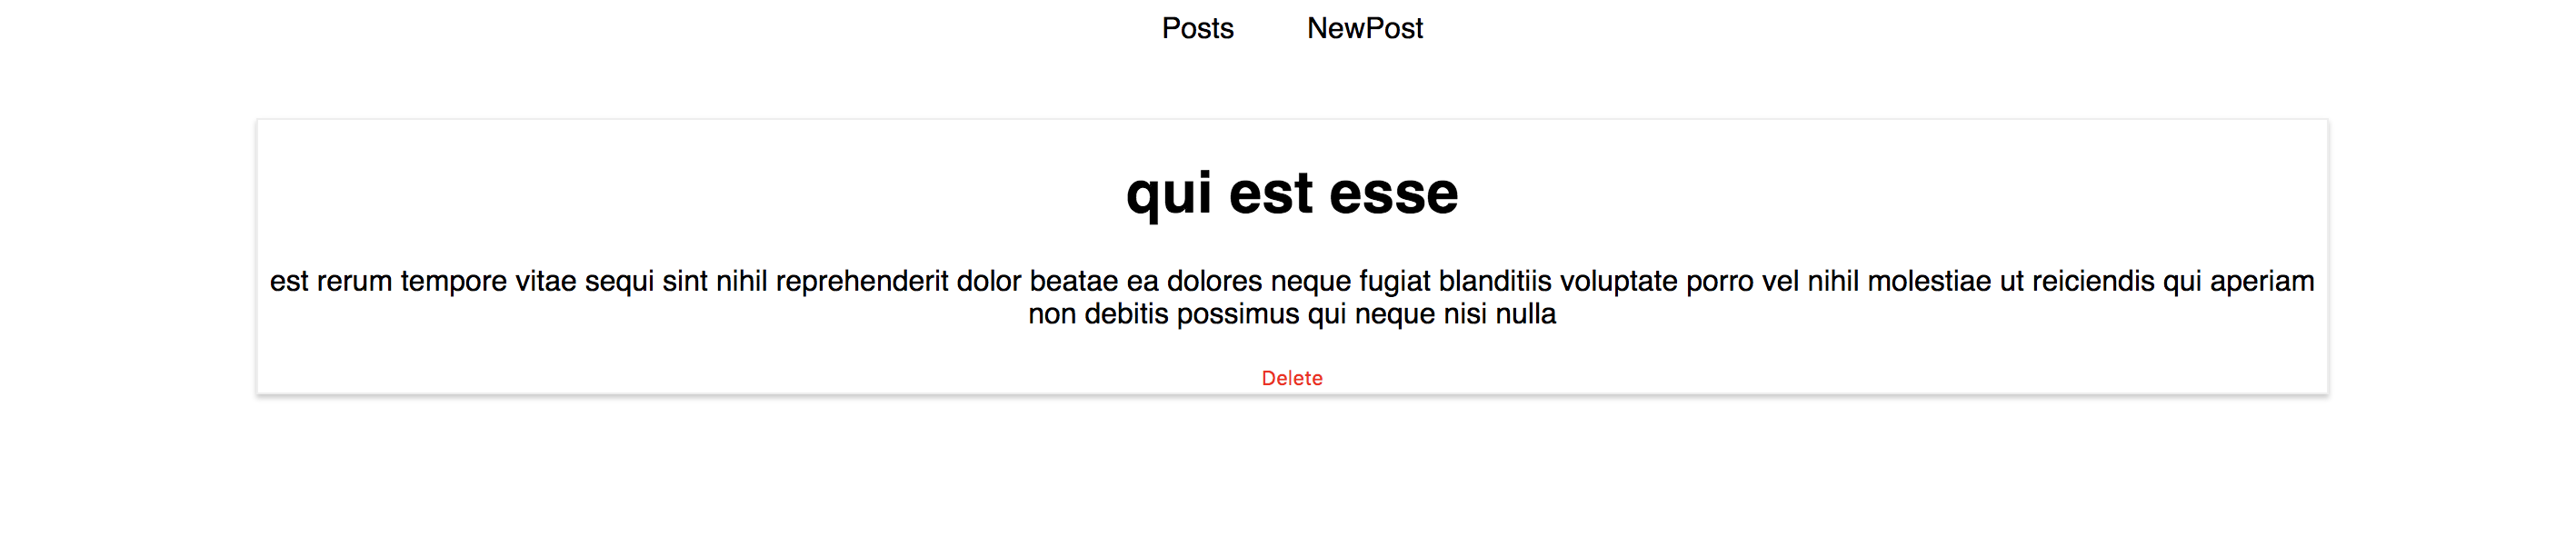 Posts NewPost
qui est esse
est rerum tempore vitae sequi sint nihil reprehenderit dolor beatae ea dolores neque fugiat blanditiis voluptate porro vel nihil molestiae ut reiciendis qui aperiam
non debitis possimus qui neque nisi nulla
Delete